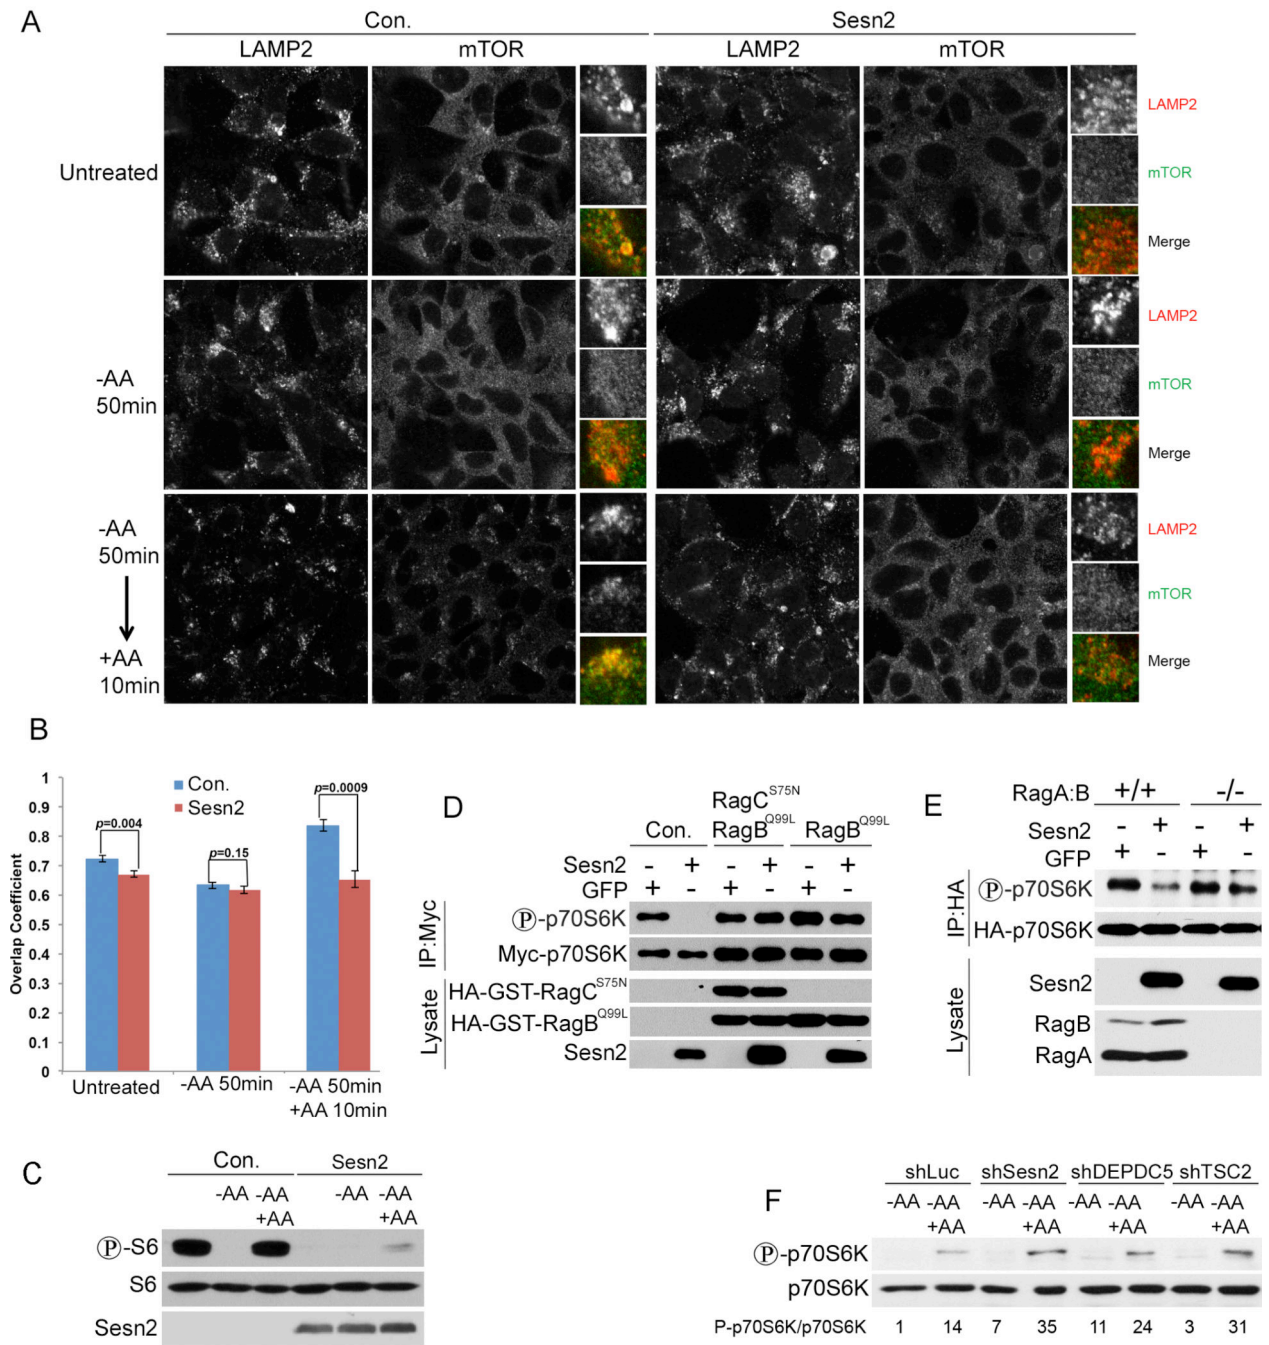 A
Con. Sesn2
LAMP2 mTOR LAMP2 mTOR
Untreated
LAMP2
mTOR
Merge
-AA
50min
LAMP2
mTOR
Merge
-AA
50min
+AA
10min
LAMP2
mTOR
Merge
B
Overlap Coefficient
1
0.9
0.8
0.7
0.6
0.5
0.4
0.3
0.2
0.1
0
Con.
Sesn2
p=0.004
p=0.15
p=0.0009
Untreated -AA 50min -AA 50min
+AA 10min
C
Con. Sesn2
-AA -AA -AA -AA
+AA +AA
Ⓟ-S6
S6
Sesn2
D
RagC^S75N
Con. RagB^Q99L RagB^Q99L
Sesn2 - + - + - +
GFP + - + - + -
IP:Myc
Ⓟ-p70S6K
Myc-p70S6K
Lysate
HA-GST-RagC^S75N
HA-GST-RagB^Q99L
Sesn2
E
RagA:B +/+ -/-
Sesn2 - + - +
GFP + - + -
IP:HA
Ⓟ-p70S6K
HA-p70S6K
Lysate
Sesn2
RagB
RagA
F
shLuc shSesn2 shDEPDC5 shTSC2
-AA -AA -AA -AA -AA -AA -AA -AA
+AA +AA +AA +AA
Ⓟ-p70S6K
p70S6K
P-p70S6K/p70S6K 1 14 7 35 11 24 3 31